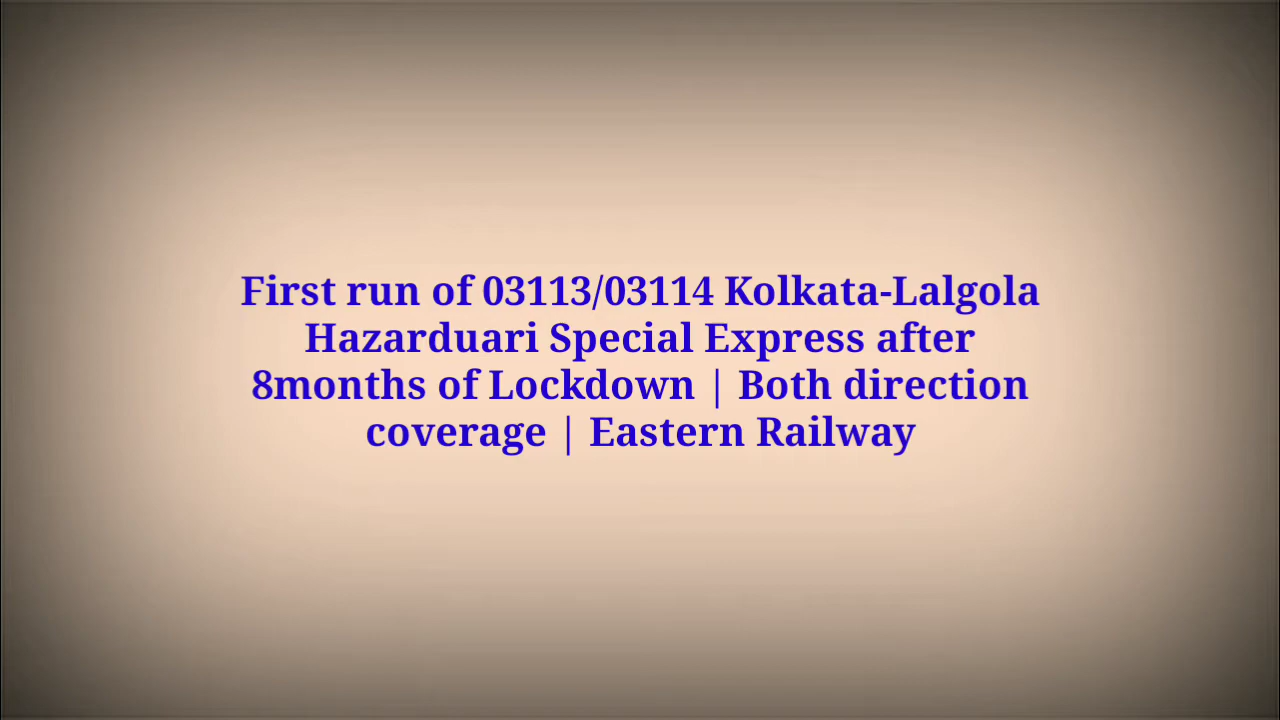 First run of 03113/03114 Kolkata-Lalgola
Hazarduari Special Express after
8months of Lockdown | Both direction
coverage | Eastern Railway